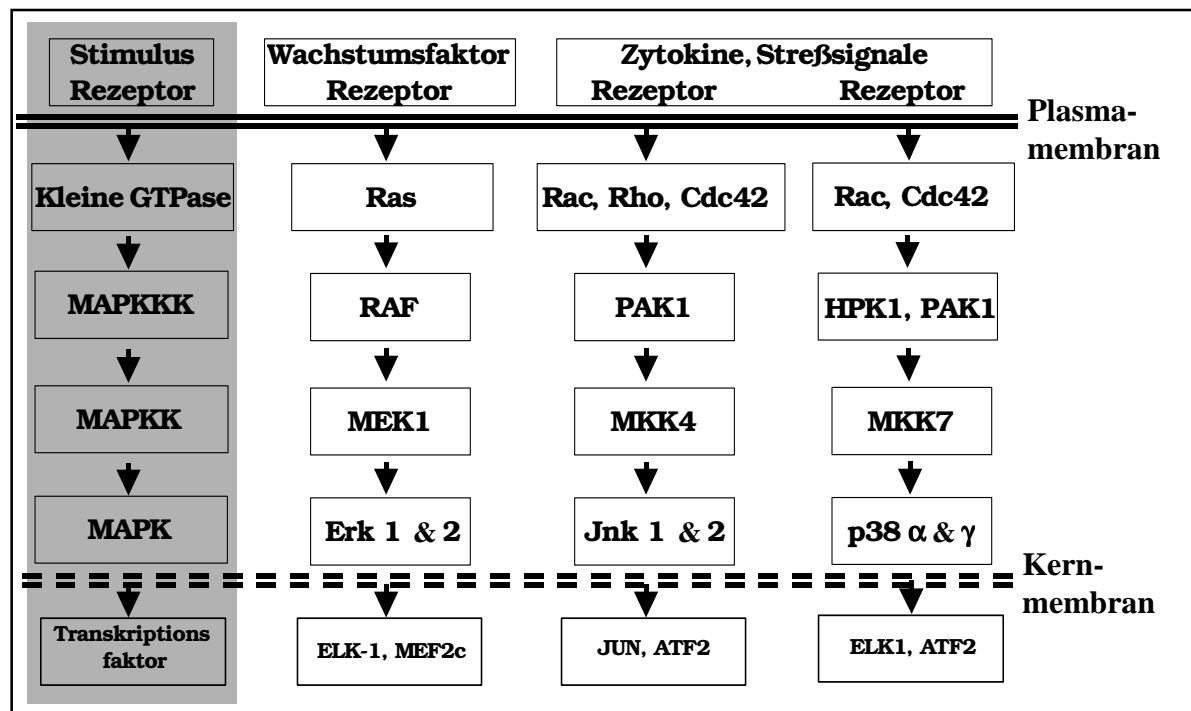 Stimulus
Rezeptor
Wachstumsfaktor
Rezeptor
Zytokine, Streßsignale
Rezeptor Rezeptor
Plasma-
membran
Kleine GTPase
Ras
Rac, Rho, Cdc42
Rac, Cdc42
MAPKKK
RAF
PAK1
HPK1, PAK1
MAPKK
MEK1
MKK4
MKK7
MAPK
Erk 1 & 2
Jnk 1 & 2
p38 α & γ
Kern-
membran
Transkriptions
faktor
ELK-1, MEF2c
JUN, ATF2
ELK1, ATF2